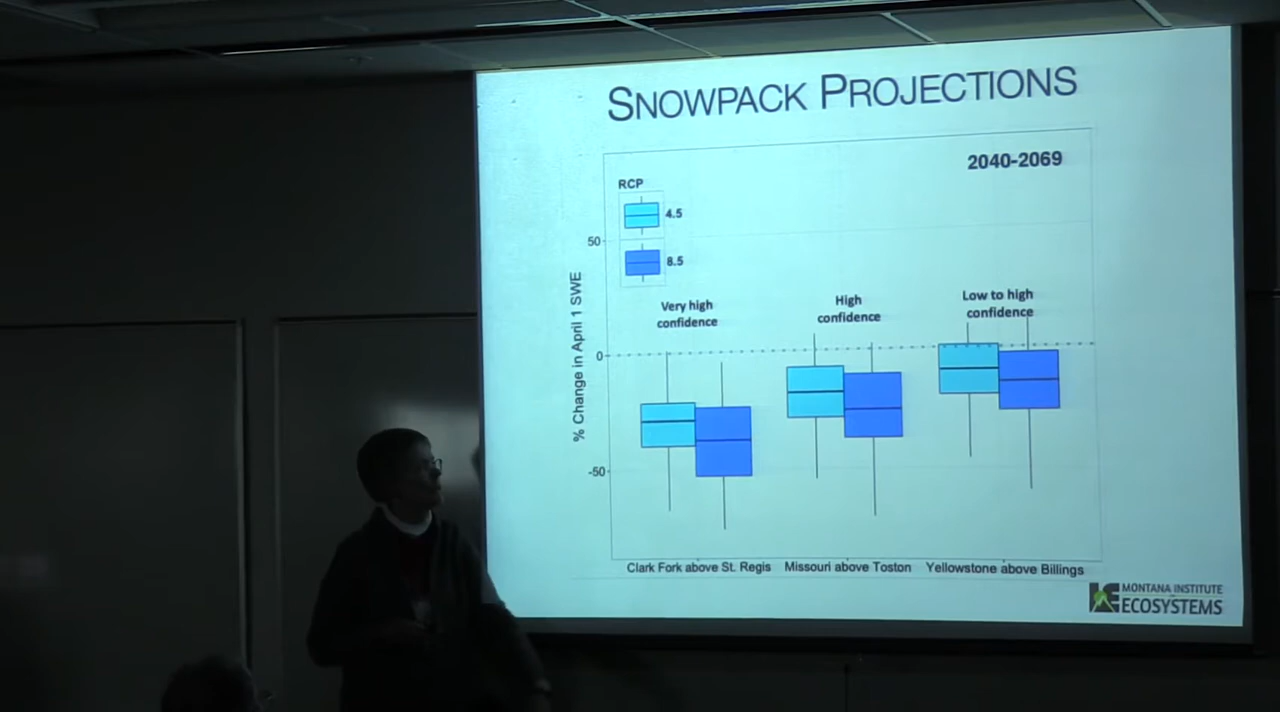 SNOWPACK PROJECTIONS
2040-2069
RCP
4.5
8.5
50
0
-50
% Change in April 1 SWE
Very high
confidence
High
confidence
Low to high
confidence
Clark Fork above St. Regis
Missouri above Toston
Yellowstone above Billings
MONTANA INSTITUTE
ECOSYSTEMS